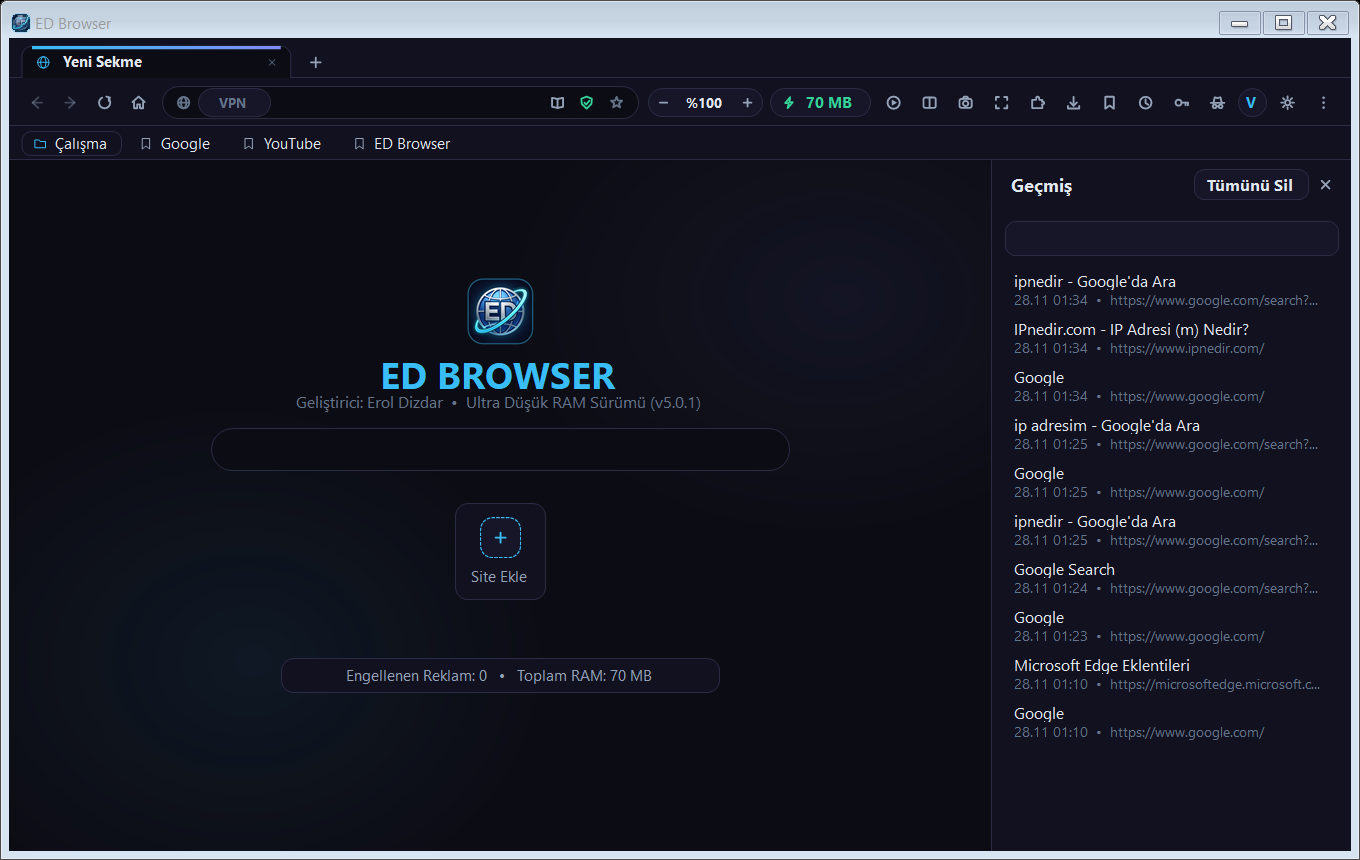 ED Browser
Yeni Sekme
VPN
%100
70 MB
V
Çalışma
Google
YouTube
ED Browser
Geçmiş
Tümünü Sil
ED
ED BROWSER
Geliştirici: Erol Dizdar • Ultra Düşük RAM Sürümü (v5.0.1)
Site Ekle
Engellenen Reklam: 0 • Toplam RAM: 70 MB
ipnedir - Google'da Ara
28.11 01:34 • https://www.google.com/search?...
IPnedir.com - IP Adresi (m) Nedir?
28.11 01:34 • https://www.ipnedir.com/
Google
28.11 01:34 • https://www.google.com/
ip adresim - Google'da Ara
28.11 01:25 • https://www.google.com/search?...
Google
28.11 01:25 • https://www.google.com/
ipnedir - Google'da Ara
28.11 01:25 • https://www.google.com/search?...
Google Search
28.11 01:24 • https://www.google.com/search?...
Google
28.11 01:23 • https://www.google.com/
Microsoft Edge Eklentileri
28.11 01:10 • https://microsoftedge.microsoft.c...
Google
28.11 01:10 • https://www.google.com/